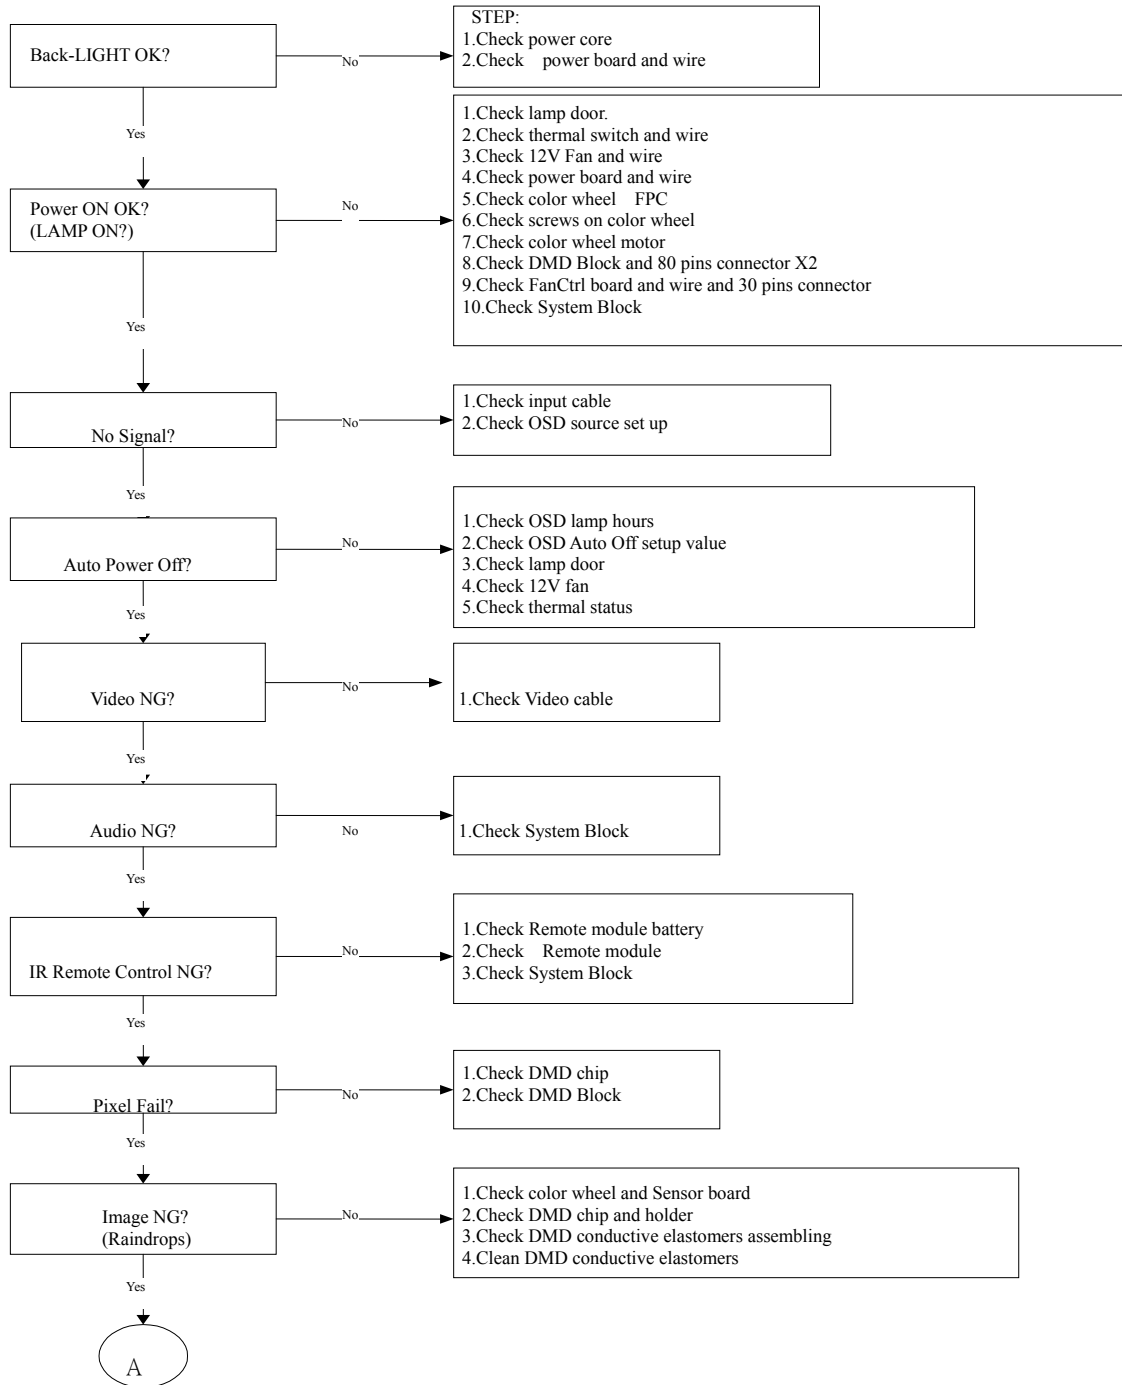 Back-LIGHT OK?
No
STEP:
1.Check power core
2.Check power board and wire
Yes
Power ON OK?
(LAMP ON?)
No
1.Check lamp door.
2.Check thermal switch and wire
3.Check 12V Fan and wire
4.Check power board and wire
5.Check color wheel FPC
6.Check screws on color wheel
7.Check color wheel motor
8.Check DMD Block and 80 pins connector X2
9.Check FanCtrl board and wire and 30 pins connector
10.Check System Block
Yes
No Signal?
No
1.Check input cable
2.Check OSD source set up
Yes
Auto Power Off?
No
1.Check OSD lamp hours
2.Check OSD Auto Off setup value
3.Check lamp door
4.Check 12V fan
5.Check thermal status
Yes
Video NG?
No
1.Check Video cable
Yes
Audio NG?
No
1.Check System Block
Yes
IR Remote Control NG?
No
1.Check Remote module battery
2.Check Remote module
3.Check System Block
Yes
Pixel Fail?
No
1.Check DMD chip
2.Check DMD Block
Yes
Image NG?
(Raindrops)
No
1.Check color wheel and Sensor board
2.Check DMD chip and holder
3.Check DMD conductive elastomers assembling
4.Clean DMD conductive elastomers
Yes
A